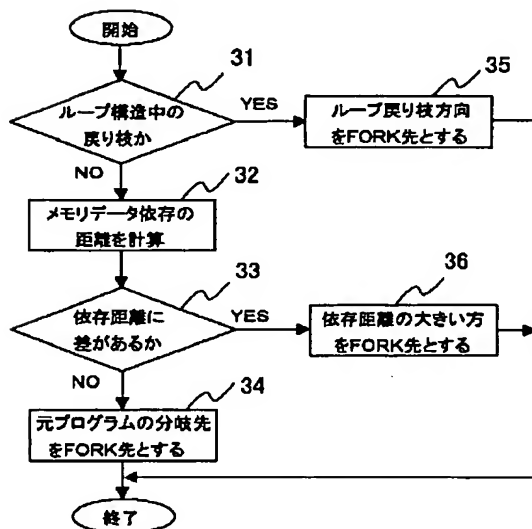 開始
31
ループ構造中の
戻り枝か
YES
35
ループ戻り枝方向
をFORK先とする
NO
32
メモリデータ依存の
距離を計算
33
依存距離に
差があるか
YES
36
依存距離の大きい方
をFORK先とする
NO
34
元プログラムの分岐先
をFORK先とする
終了